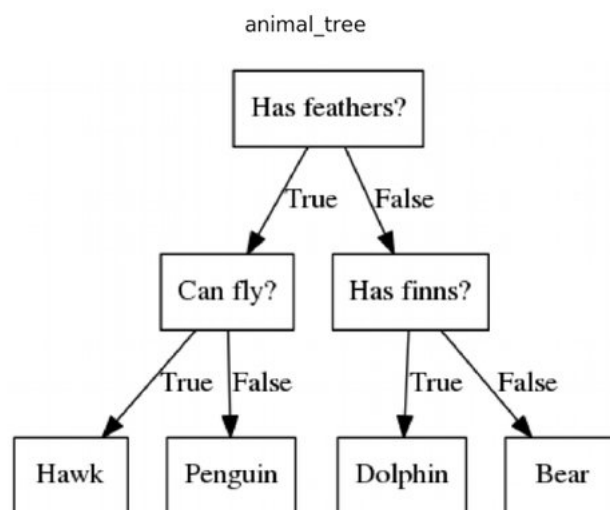 animal_tree
Has feathers?
True
False
Can fly?
Has finns?
True
False
True
False
Hawk
Penguin
Dolphin
Bear